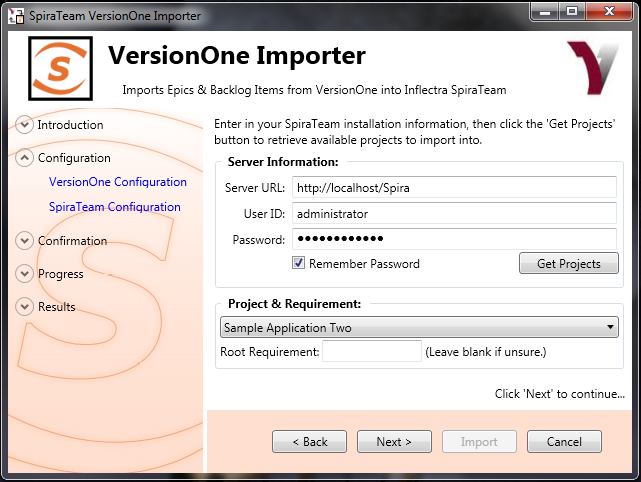 SpiraTeam VersionOne Importer
S
VersionOne Importer
V
Imports Epics & Backlog Items from VersionOne into Inflectra SpiraTeam
Introduction
Configuration
VersionOne Configuration
SpiraTeam Configuration
Confirmation
Progress
Results
Enter in your SpiraTeam installation information, then click the 'Get Projects'
button to retrieve available projects to import into.
Server Information:
Server URL: http://localhost/Spira
User ID: administrator
Password: ●●●●●●●●●●●●
Remember Password
Get Projects
Project & Requirement:
Sample Application Two
Root Requirement: (Leave blank if unsure.)
Click 'Next' to continue...
< Back Next > Import Cancel